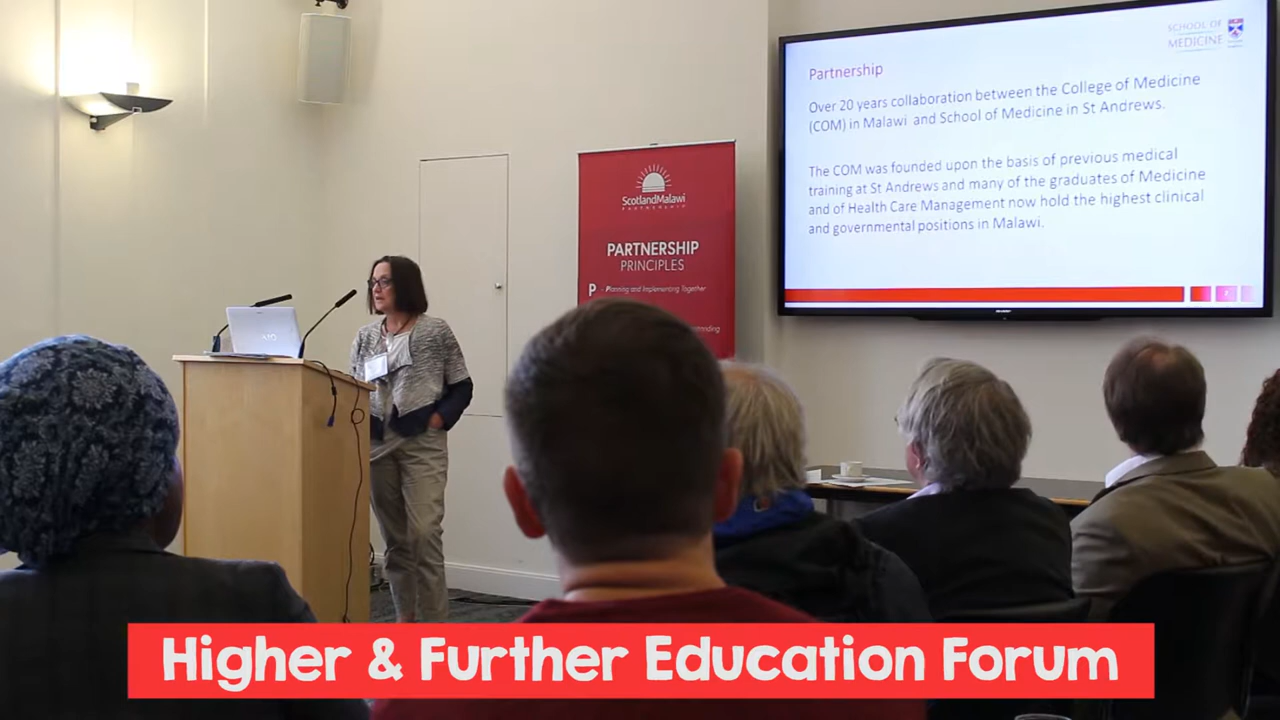 SCHOOL OF
MEDICINE
Partnership
Over 20 years collaboration between the College of Medicine
(COM) in Malawi and School of Medicine in St Andrews.
The COM was founded upon the basis of previous medical
training at St Andrews and many of the graduates of Medicine
and of Health Care Management now hold the highest clinical
and governmental positions in Malawi.
ScotlandMalawi
PARTNERSHIP
PARTNERSHIP
PRINCIPLES
P - Planning and Implementing Together
Higher & Further Education Forum